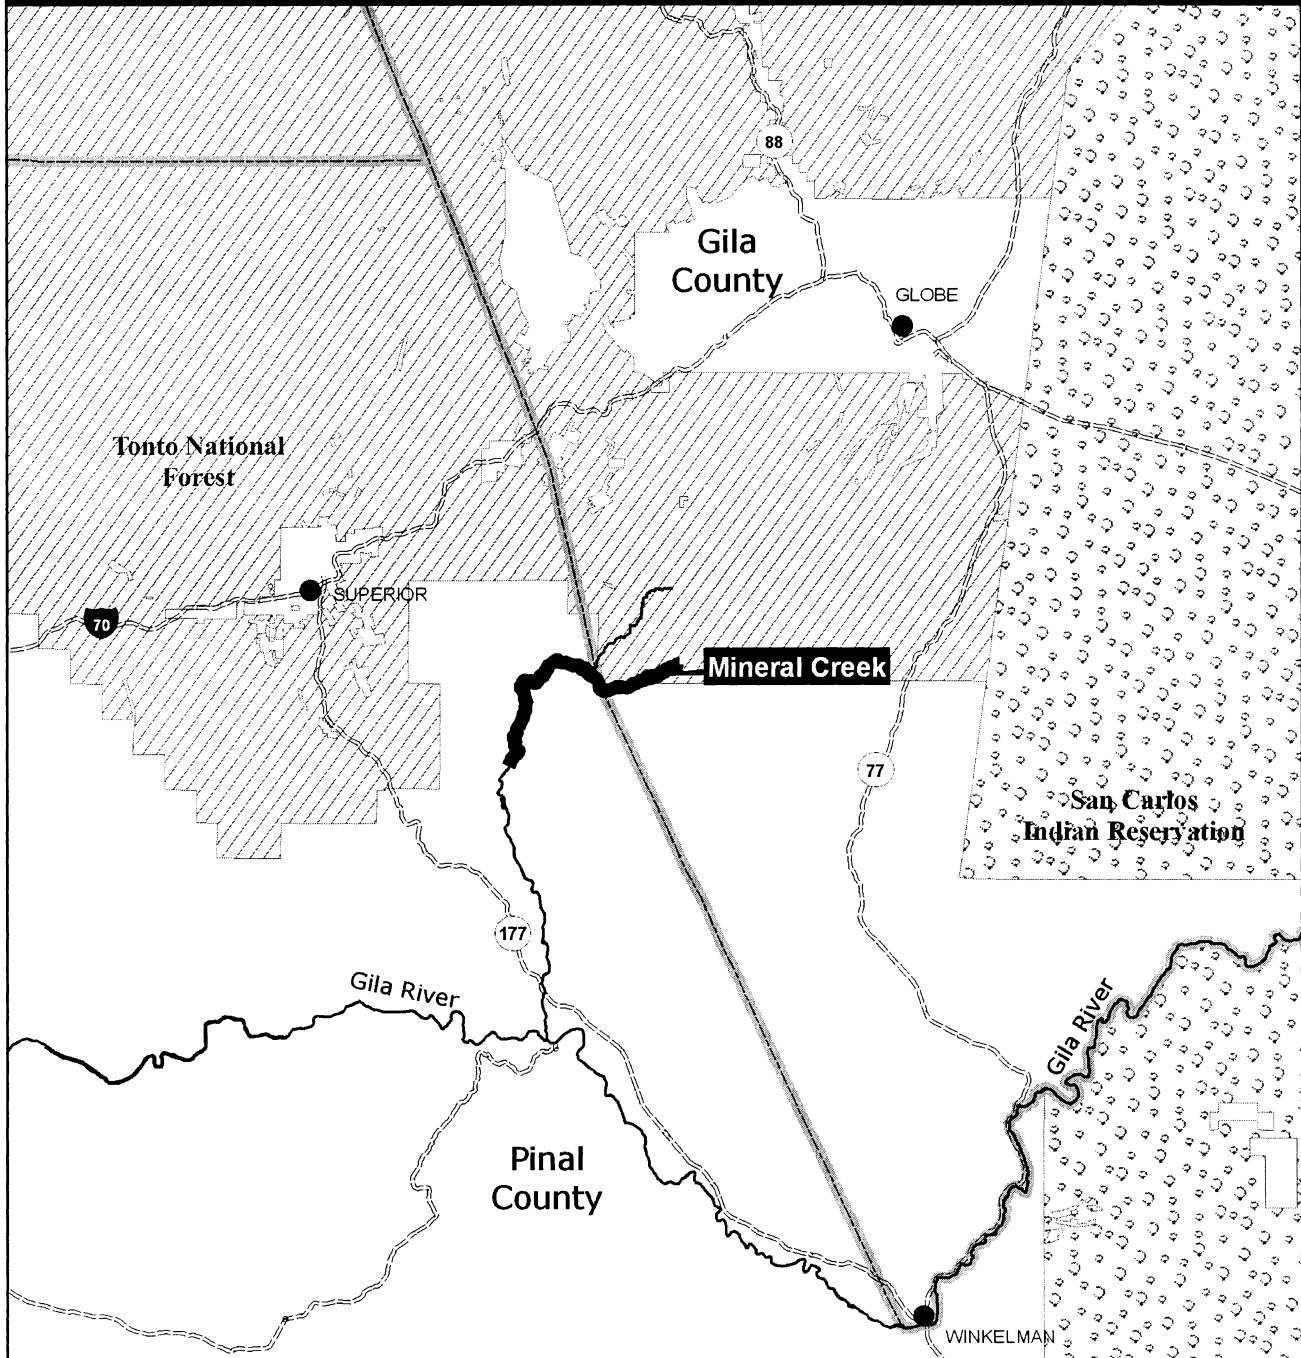 88
Gila
County
GLOBE
Tonto National
Forest
SUPERIOR
70
Mineral Creek
77
San Carlos
Indian Reservation
177
Gila River
Gila River
Pinal
County
WINKELMAN